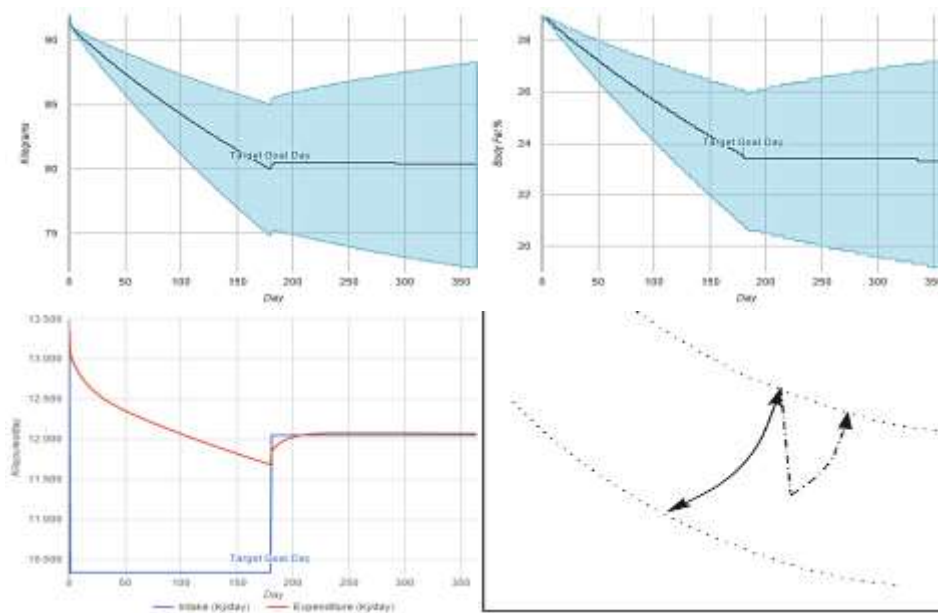 90
85
80
75
Kilograms
Target Goal Day
0 50 100 150 200 250 300 350
Day
28
26
24
22
20
Body Fat %
Target Goal Day
0 50 100 150 200 250 300 350
Day
13,500
13,000
12,500
12,000
11,500
11,000
10,500
Target Goal Day
0 50 100 150 200 250 300 350
Day
Intake (Kj/day) Expenditure (Kj/day)